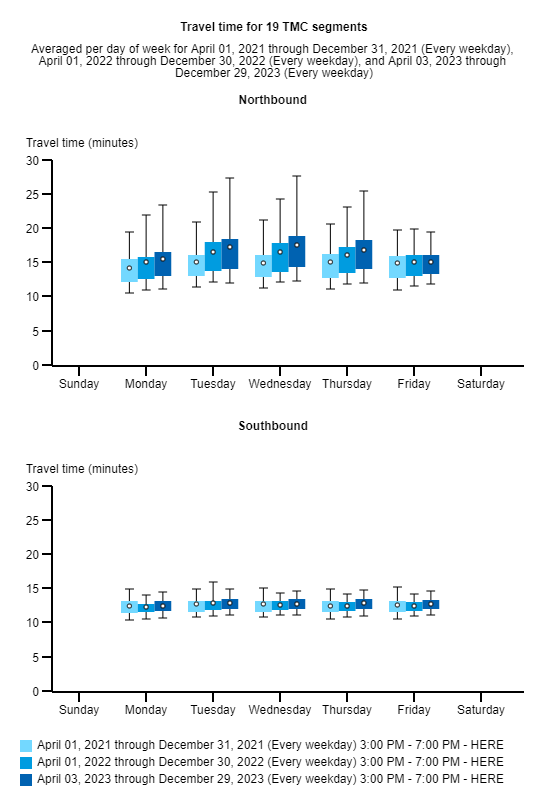 Travel time for 19 TMC segments
Averaged per day of week for April 01, 2021 through December 31, 2021 (Every weekday),
April 01, 2022 through December 30, 2022 (Every weekday), and April 03, 2023 through
December 29, 2023 (Every weekday)
Northbound
Travel time (minutes)
30
25
20
15
10
5
0
Sunday Monday Tuesday Wednesday Thursday Friday Saturday
Southbound
Travel time (minutes)
30
25
20
15
10
5
0
Sunday Monday Tuesday Wednesday Thursday Friday Saturday
April 01, 2021 through December 31, 2021 (Every weekday) 3:00 PM - 7:00 PM - HERE
April 01, 2022 through December 30, 2022 (Every weekday) 3:00 PM - 7:00 PM - HERE
April 03, 2023 through December 29, 2023 (Every weekday) 3:00 PM - 7:00 PM - HERE